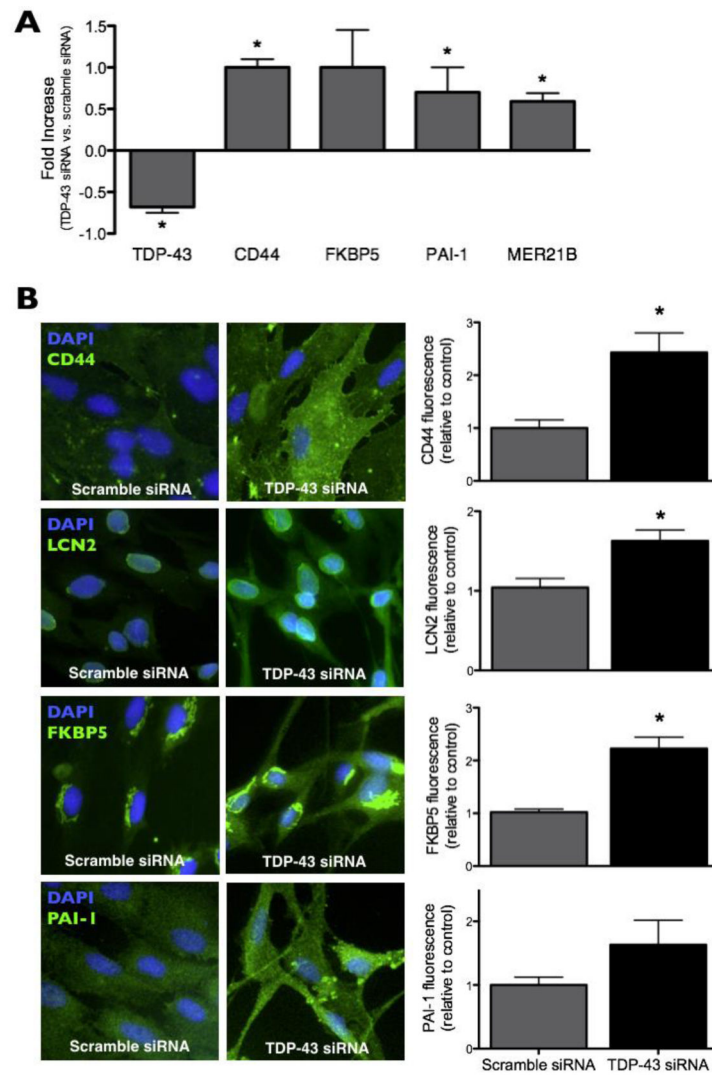 A
Fold Increase
(TDP-43 siRNA vs. scrabmle siRNA)
1.5
1.0
0.5
0.0
-0.5
-1.0
*
*
*
*
TDP-43 CD44 FKBP5 PAI-1 MER21B
B
DAPI
CD44
Scramble siRNA
TDP-43 siRNA
CD44 fluorescence
(relative to control)
3
2
1
0
*
DAPI
LCN2
Scramble siRNA
TDP-43 siRNA
LCN2 fluorescence
(relative to control)
2
1
0
*
DAPI
FKBP5
Scramble siRNA
TDP-43 siRNA
FKBP5 fluorescence
(relative to control)
3
2
1
0
*
DAPI
PAI-1
Scramble siRNA
TDP-43 siRNA
PAI-1 fluorescence
(relative to control)
2
1
0
Scramble siRNA TDP-43 siRNA